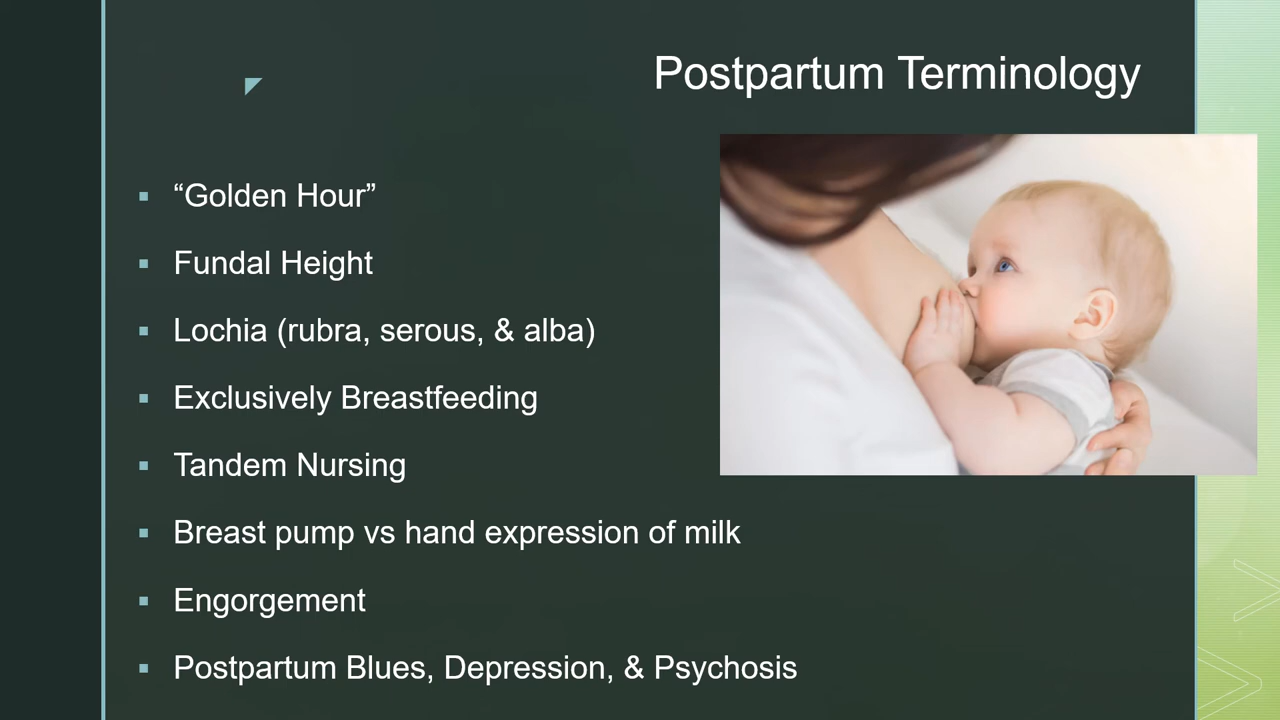 Postpartum Terminology
“Golden Hour”
Fundal Height
Lochia (rubra, serous, & alba)
Exclusively Breastfeeding
Tandem Nursing
Breast pump vs hand expression of milk
Engorgement
Postpartum Blues, Depression, & Psychosis